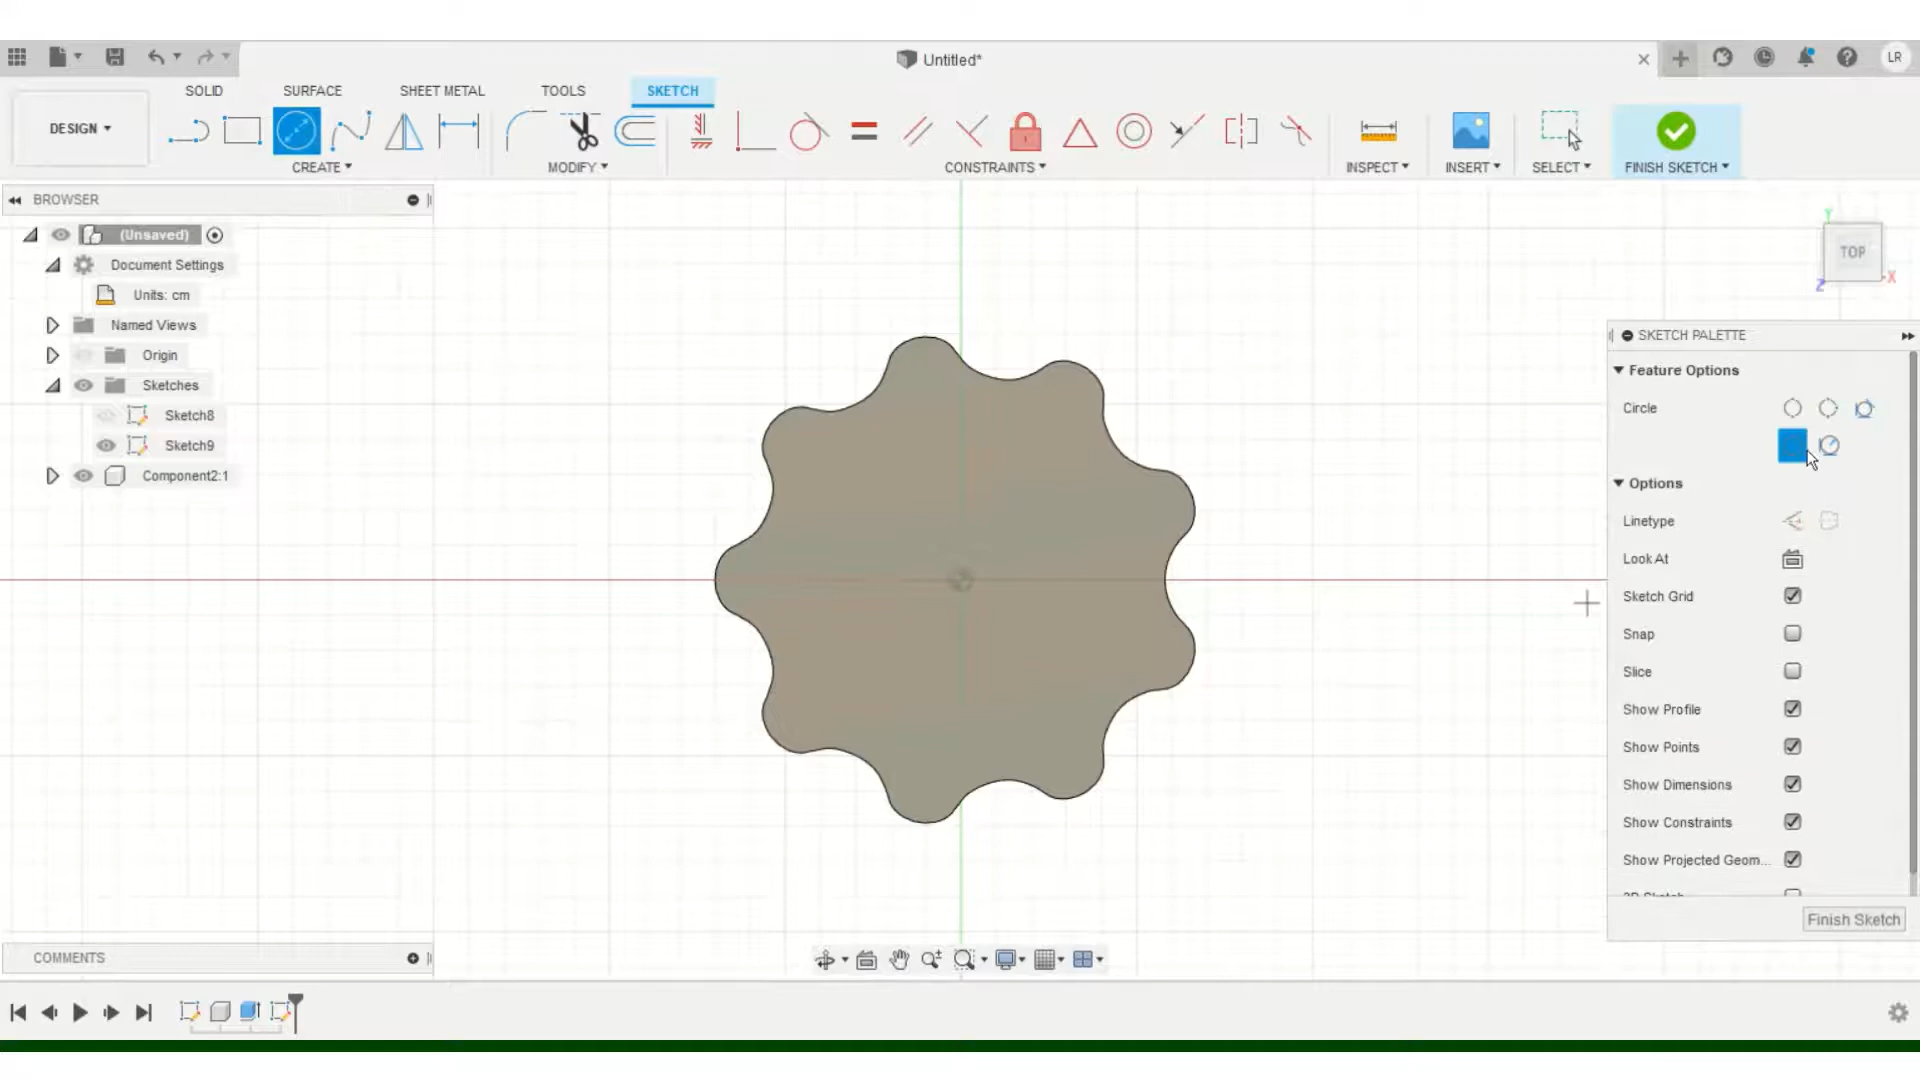 Untitled*
LR
SOLID
SURFACE
SHEET METAL
TOOLS
SKETCH
DESIGN
CREATE
MODIFY
CONSTRAINTS
INSPECT
INSERT
SELECT
FINISH SKETCH
BROWSER
(Unsaved)
Document Settings
Units: cm
Named Views
Origin
Sketches
Sketch8
Sketch9
Component2:1
Y
TOP
X
Z
SKETCH PALETTE
Feature Options
Circle
Options
Linetype
Look At
Sketch Grid
Snap
Slice
Show Profile
Show Points
Show Dimensions
Show Constraints
Show Projected Geom...
3D Sketch
Finish Sketch
COMMENTS